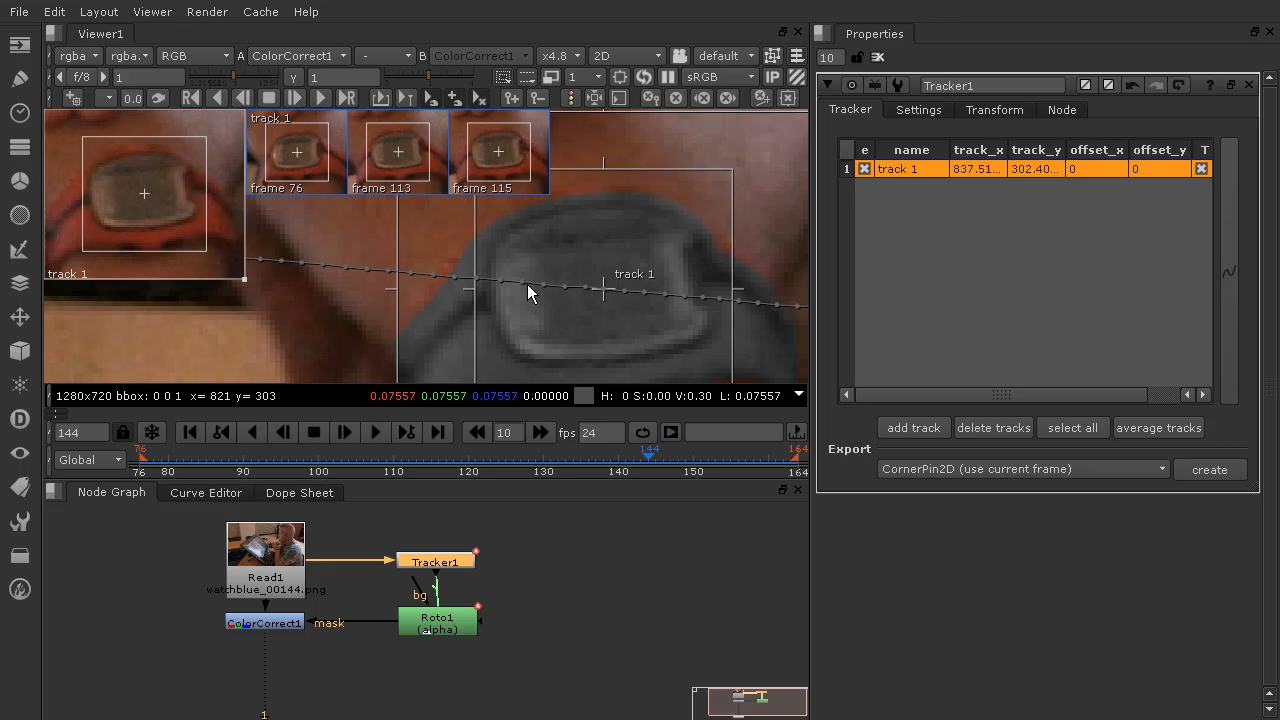 File Edit Layout Viewer Render Cache Help
Viewer1
rgba rgba. RGB A ColorCorrect1 - B ColorCorrect1 x4.8 2D default
f/8 1 Y 1 1 sRGB IP
0.0
track 1
frame 76 frame 113 frame 115
track 1
track 1
1280x720 bbox: 0 0 1 x= 821 y= 303 0.07557 0.07557 0.07557 0.00000 H: 0 S:0.00 V:0.30 L: 0.07557
144 10 fps 24
Global 76 144 164
76 80 90 100 110 120 130 140 150 164
Node Graph Curve Editor Dope Sheet
Read1
watchblue_00144.png
Tracker1
bg
ColorCorrect1
mask
Roto1
(alpha)
1
Properties
10
Tracker1
Tracker Settings Transform Node
e name track_x track_y offset_x offset_y T
1 track 1 837.51... 302.40... 0 0
add track delete tracks select all average tracks
Export
CornerPin2D (use current frame) create